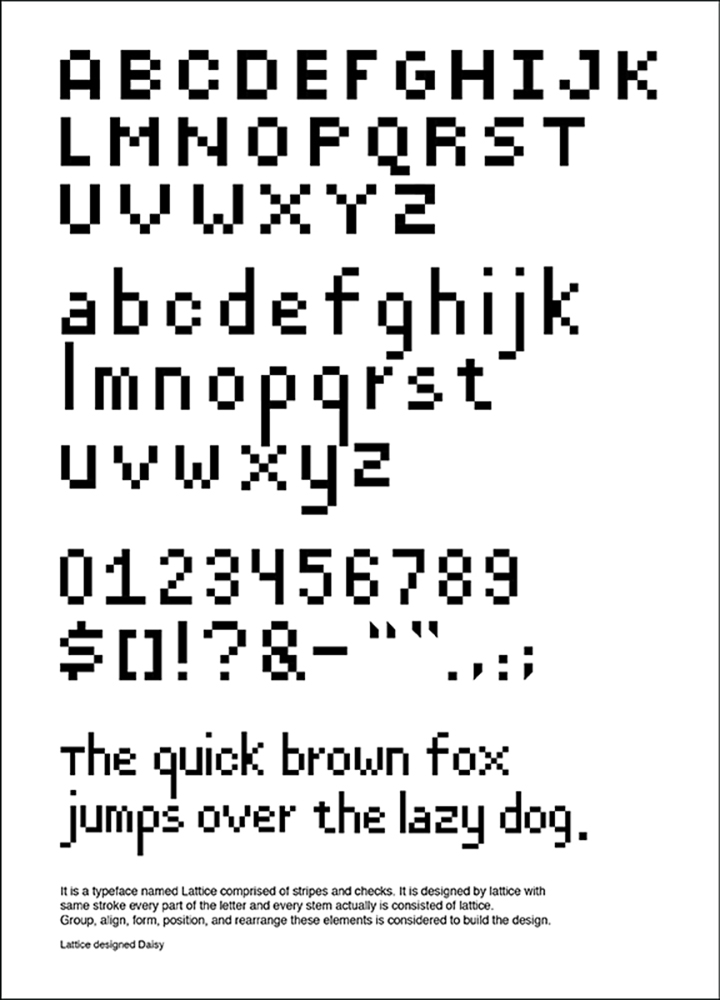 ABCDEFGHIJK
LMNOPQRST
UVWXYZ
abcdefghijk
lmnopqrst
uvwxyz
0123456789
$[]!?&-“”.,:;
The quick brown fox
jumps over the lazy dog.
It is a typeface named Lattice comprised of stripes and checks. It is designed by lattice with
same stroke every part of the letter and every stem actually is consisted of lattice.
Group, align, form, position, and rearrange these elements is considered to build the design.
Lattice designed Daisy